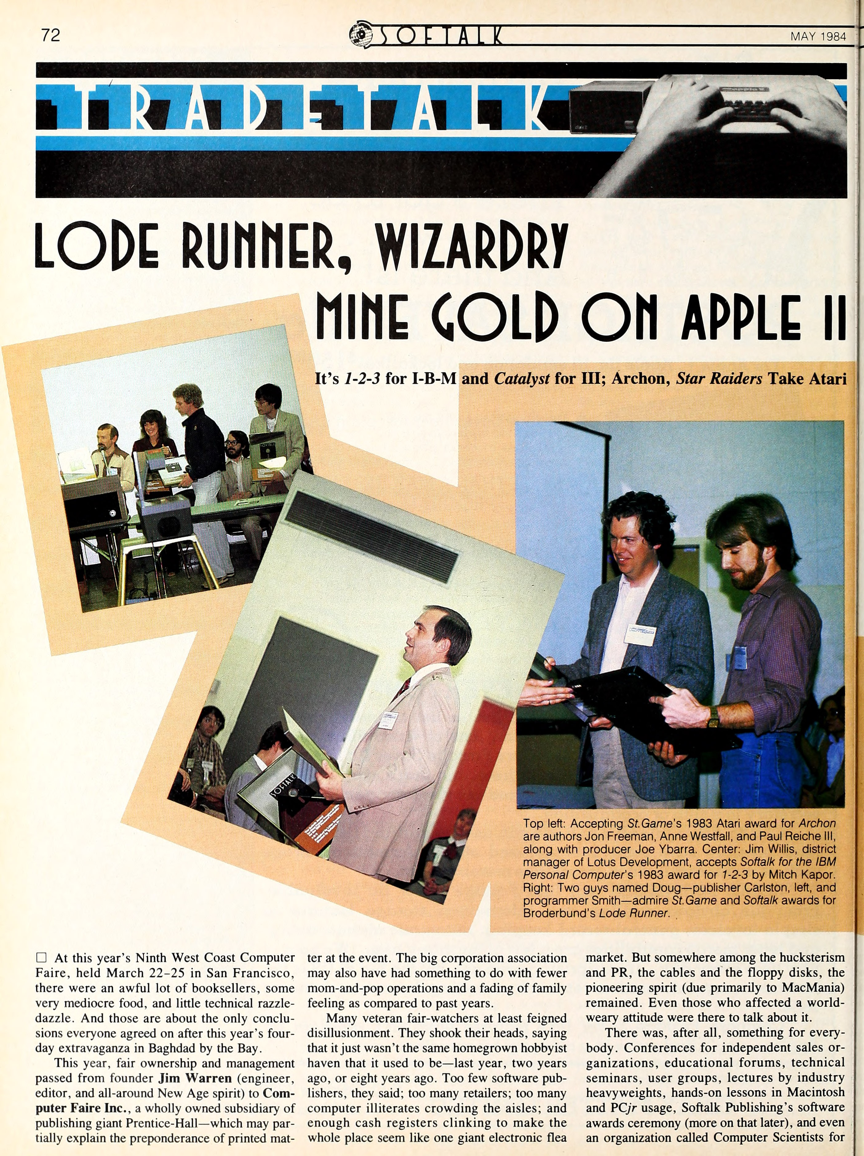 72
SOFTALK
MAY 1984
TRADETALK
LODE RUNNER, WIZARDRY
MINE GOLD ON APPLE II
It's 1-2-3 for I-B-M and Catalyst for III; Archon, Star Raiders Take Atari
SOFTALK
Top left: Accepting St.Game's 1983 Atari award for Archon
are authors Jon Freeman, Anne Westfall, and Paul Reiche III,
along with producer Joe Ybarra. Center: Jim Willis, district
manager of Lotus Development, accepts Softalk for the IBM
Personal Computer's 1983 award for 1-2-3 by Mitch Kapor.
Right: Two guys named Doug—publisher Carlston, left, and
programmer Smith—admire St.Game and Softalk awards for
Broderbund's Lode Runner.
□ At this year's Ninth West Coast Computer
Faire, held March 22–25 in San Francisco,
there were an awful lot of booksellers, some
very mediocre food, and little technical razzle-
dazzle. And those are about the only conclu-
sions everyone agreed on after this year's four-
day extravaganza in Baghdad by the Bay.
This year, fair ownership and management
passed from founder Jim Warren (engineer,
editor, and all-around New Age spirit) to Com-
puter Faire Inc., a wholly owned subsidiary of
publishing giant Prentice-Hall—which may par-
tially explain the preponderance of printed mat-
ter at the event. The big corporation association
may also have had something to do with fewer
mom-and-pop operations and a fading of family
feeling as compared to past years.
Many veteran fair-watchers at least feigned
disillusionment. They shook their heads, saying
that it just wasn't the same homegrown hobbyist
haven that it used to be—last year, two years
ago, or eight years ago. Too few software pub-
lishers, they said; too many retailers; too many
computer illiterates crowding the aisles; and
enough cash registers clinking to make the
whole place seem like one giant electronic flea
market. But somewhere among the hucksterism
and PR, the cables and the floppy disks, the
pioneering spirit (due primarily to MacMania)
remained. Even those who affected a world-
weary attitude were there to talk about it.
There was, after all, something for every-
body. Conferences for independent sales or-
ganizations, educational forums, technical
seminars, user groups, lectures by industry
heavyweights, hands-on lessons in Macintosh
and PCjr usage, Softalk Publishing's software
awards ceremony (more on that later), and even
an organization called Computer Scientists for